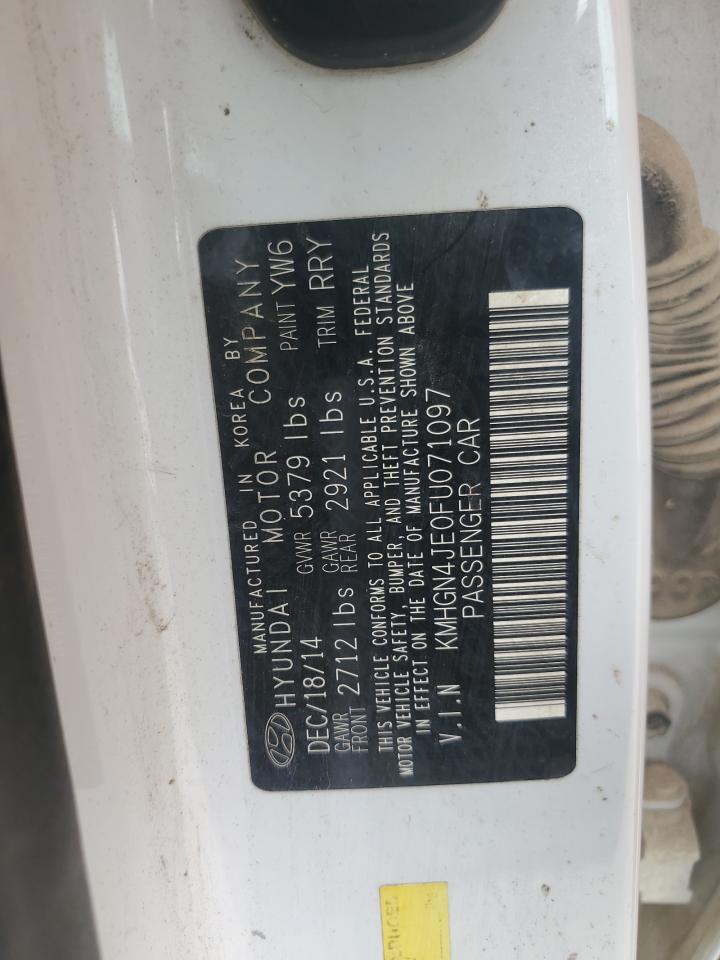 MANUFACTURED IN KOREA BY
HYUNDAI MOTOR COMPANY
DEC/18/14 GVWR 5379 lbs PAINT YW6
GAWR FRONT 2712 lbs GAWR REAR 2921 lbs TRIM RRY
THIS VEHICLE CONFORMS TO ALL APPLICABLE U.S.A. FEDERAL
MOTOR VEHICLE SAFETY, BUMPER, AND THEFT PREVENTION STANDARDS
IN EFFECT ON THE DATE OF MANUFACTURE SHOWN ABOVE
V.I.N KMHGN4JE0FU071097
PASSENGER CAR